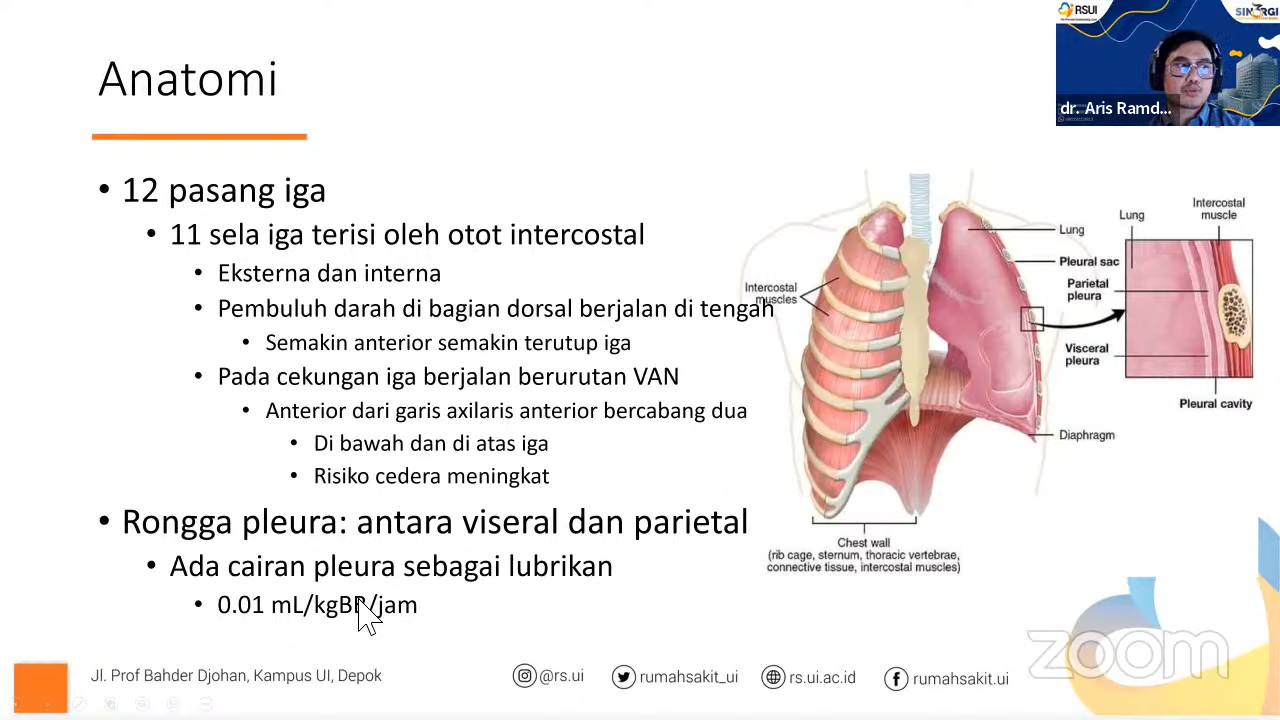 RSUI
SINERGI
dr. Aris Ramd...
Anatomi
• 12 pasang iga
• 11 sela iga terisi oleh otot intercostal
• Eksterna dan interna
• Pembuluh darah di bagian dorsal berjalan di tengah
• Semakin anterior semakin terutup iga
• Pada cekungan iga berjalan berurutan VAN
• Anterior dari garis axilaris anterior bercabang dua
• Di bawah dan di atas iga
• Risiko cedera meningkat
• Rongga pleura: antara viseral dan parietal
• Ada cairan pleura sebagai lubrikan
• 0.01 mL/kgBB/jam
Intercostal
muscles
Lung
Pleural sac
Parietal
pleura
Visceral
pleura
Diaphragm
Lung
Intercostal
muscle
Pleural cavity
Chest wall
(rib cage, sternum, thoracic vertebrae,
connective tissue, intercostal muscles)
Jl. Prof Bahder Djohan, Kampus UI, Depok
@rs.ui
rumahsakit_ui
rs.ui.ac.id
rumahsakit.ui
zoom